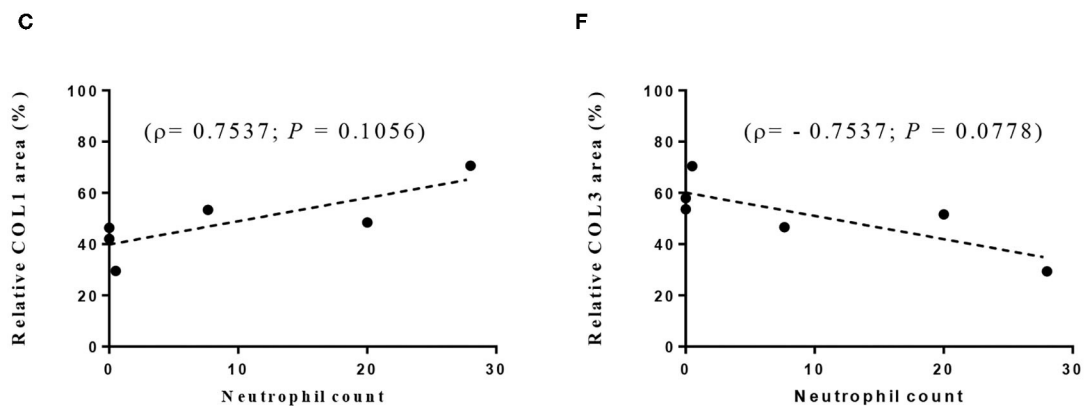 C
Relative COL1 area (%)
100
80
60
40
20
0
(ρ= 0.7537; P = 0.1056)
0 10 20 30
Neutrophil count
F
Relative COL3 area (%)
100
80
60
40
20
0
(ρ= - 0.7537; P = 0.0778)
0 10 20 30
Neutrophil count